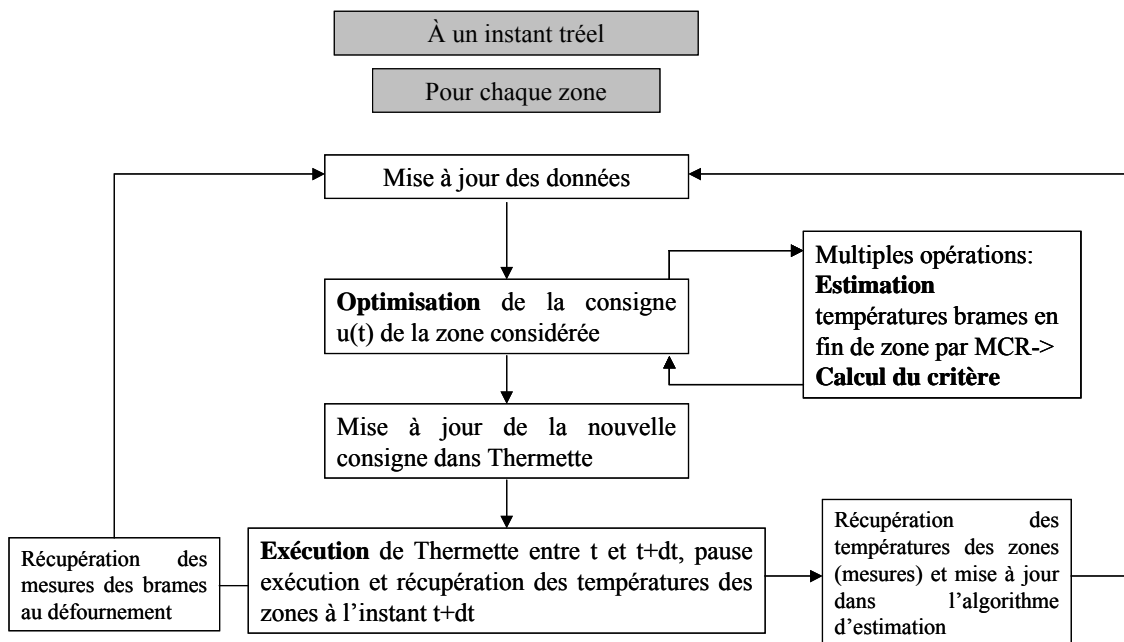 À un instant tréel
Pour chaque zone
Mise à jour des données
Optimisation de la consigne
u(t) de la zone considérée
Multiples opérations:
Estimation
températures brames en
fin de zone par MCR->
Calcul du critère
Mise à jour de la nouvelle
consigne dans Thermette
Récupération des
mesures des brames
au défournement
Exécution de Thermette entre t et t+dt, pause
exécution et récupération des températures des
zones à l’instant t+dt
Récupération des
températures des zones
(mesures) et mise à jour
dans l’algorithme
d’estimation